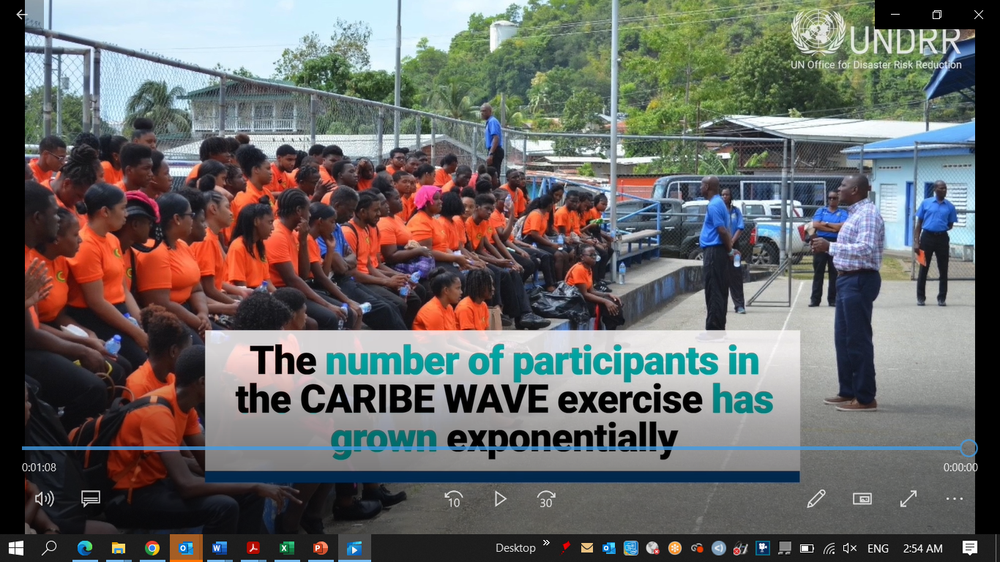 UNDRR
UN Office for Disaster Risk Reduction
The number of participants in
the CARIBE WAVE exercise has
grown exponentially
0:01:08
0:00:00
10
30
Desktop
ENG
2:54 AM